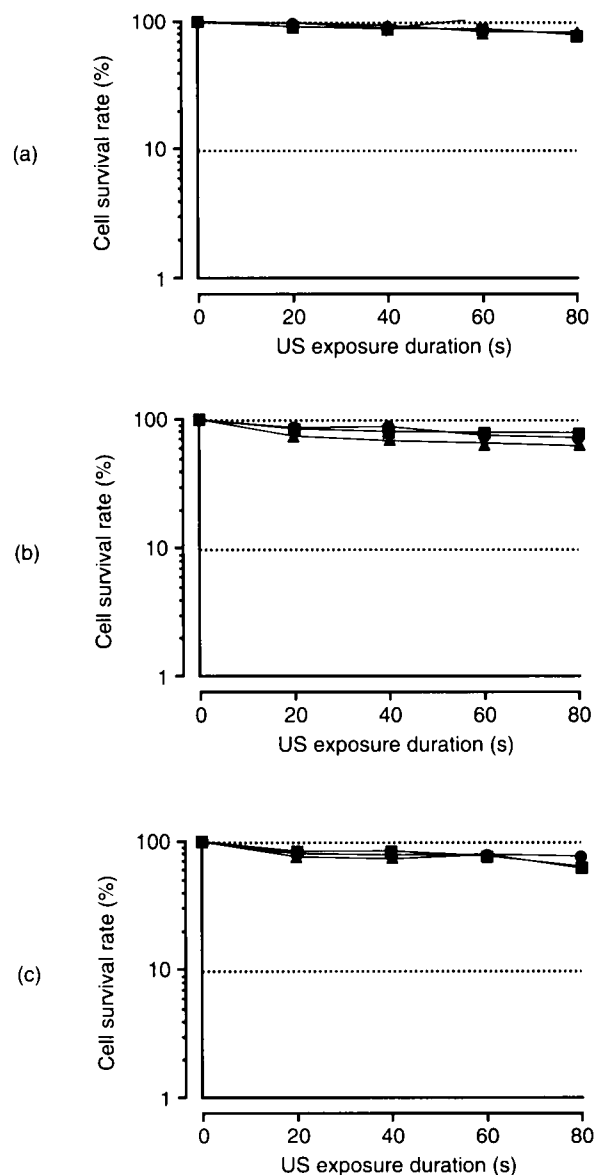 (a)
Cell survival rate (%)
100
10
1
0 20 40 60 80
US exposure duration (s)
(b)
Cell survival rate (%)
100
10
1
0 20 40 60 80
US exposure duration (s)
(c)
Cell survival rate (%)
100
10
1
0 20 40 60 80
US exposure duration (s)